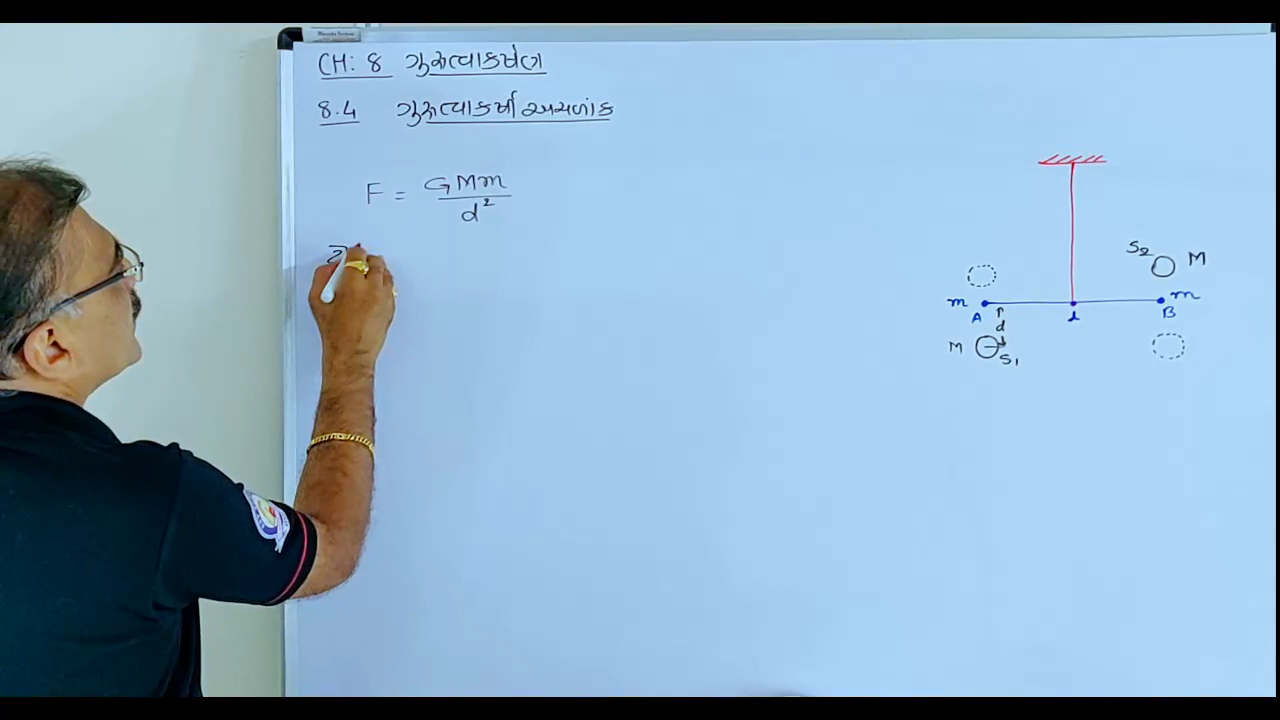 CH: 8 ગુરુત્વાકર્ષણ
8.4 ગુરુત્વાકર્ષી અચળાંક
F = GMm / d²
S2 M
m m
A d L B
M S1